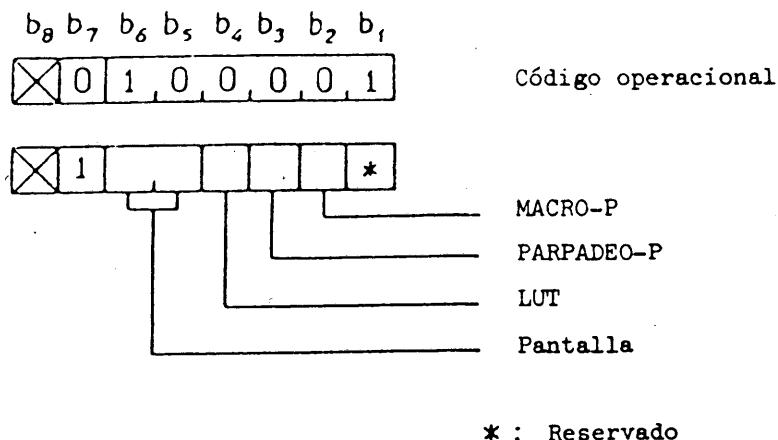 b8 b7 b6 b5 b4 b3 b2 b1
0 1 0 0 0 0 1 Código operacional
1 *
MACRO-P
PARPADEO-P
LUT
Pantalla
* : Reservado